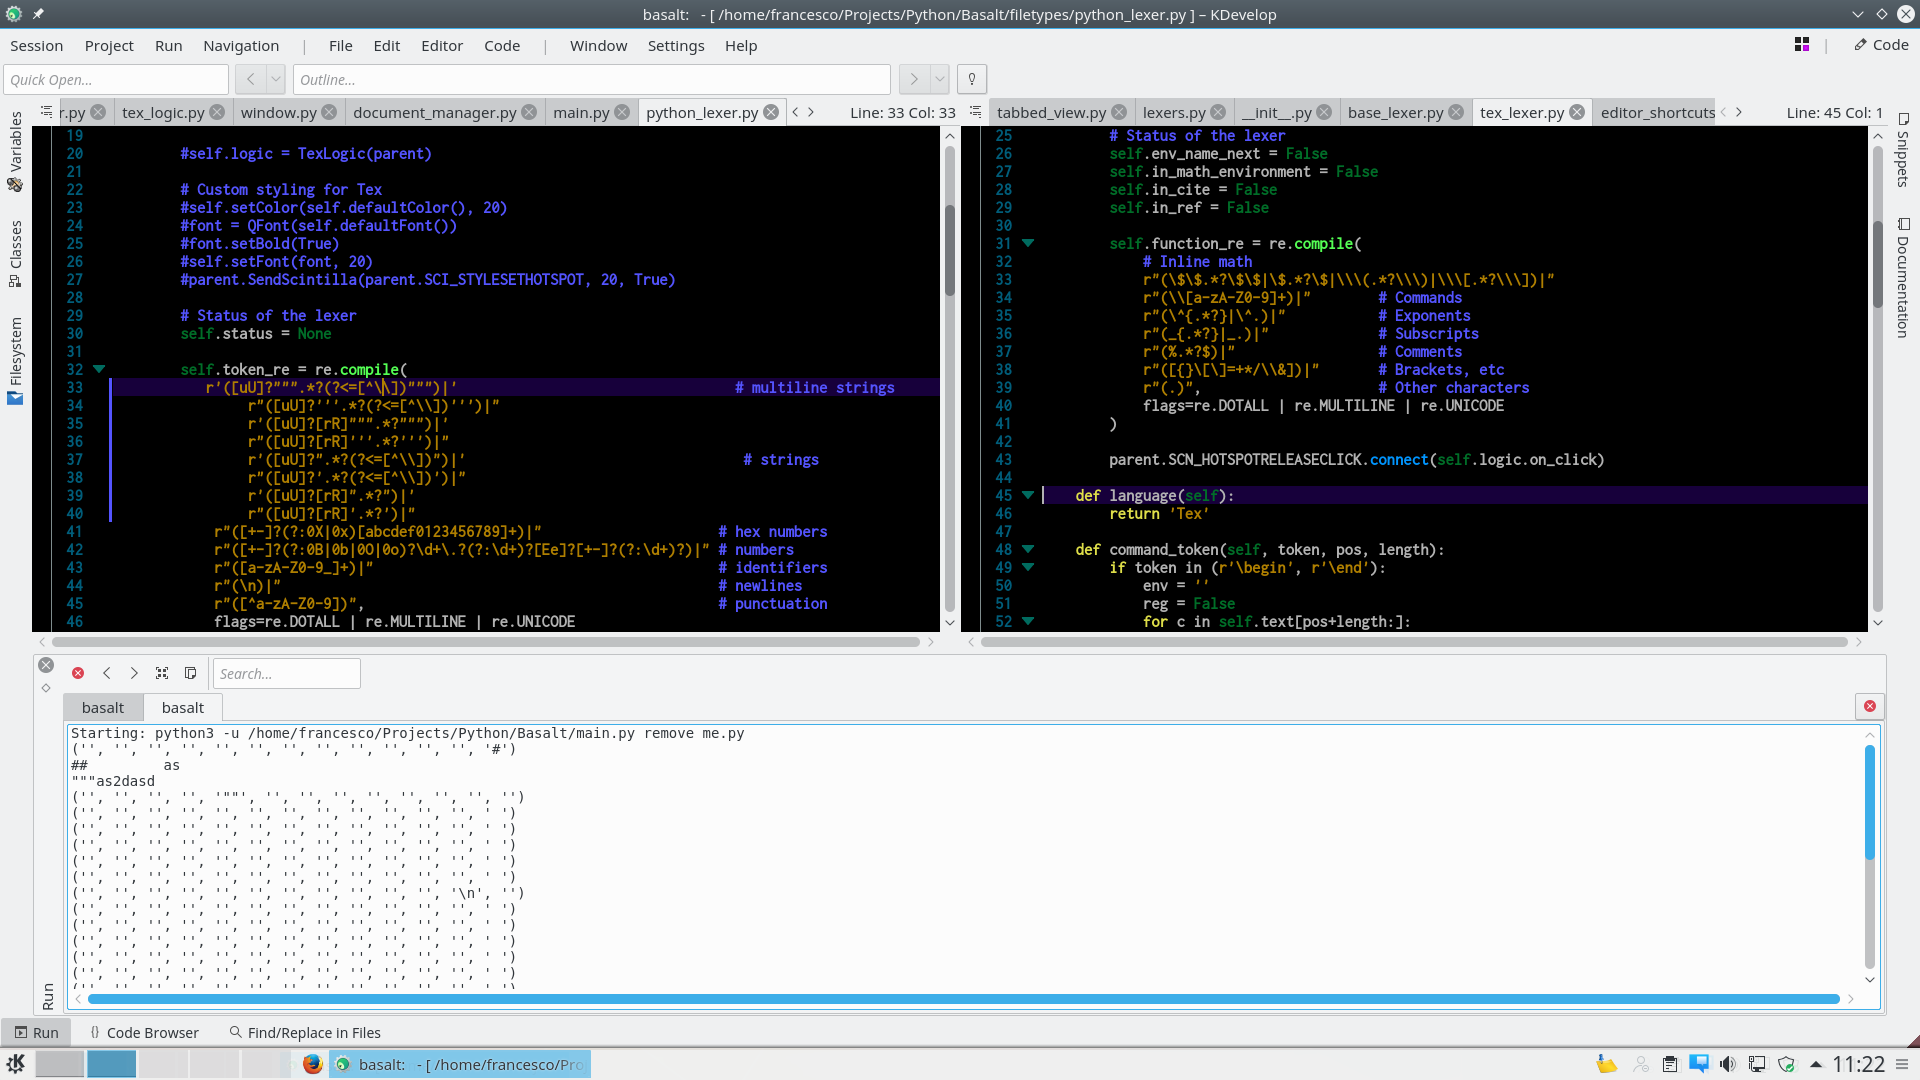 basalt:   - [ /home/francesco/Projects/Python/Basalt/filetypes/python_lexer.py ] – KDevelop
Session Project Run Navigation | File Edit Editor Code | Window Settings Help | Code
Quick Open... Outline...
r.py tex_logic.py window.py document_manager.py main.py python_lexer.py Line: 33 Col: 33
tabbed_view.py lexers.py __init__.py base_lexer.py tex_lexer.py editor_shortcuts Line: 45 Col: 1
Variables
Classes
Filesystem
19
20 #self.logic = TexLogic(parent)
21
22 # Custom styling for Tex
23 #self.setColor(self.defaultColor(), 20)
24 #font = QFont(self.defaultFont())
25 #font.setBold(True)
26 #self.setFont(font, 20)
27 #parent.SendScintilla(parent.SCI_STYLESETHOTSPOT, 20, True)
28
29 # Status of the lexer
30 self.status = None
31
32 self.token_re = re.compile(
33 r'([uU]?""".*?(?<=[^\\])""")|' # multiline strings
34 r"([uU]?'''.*?(?<=[^\\])''')|"
35 r'([uU]?[rR]""".*?""")|'
36 r"([uU]?[rR]'''.*?''')|"
37 r'([uU]?".*?(?<=[^\\])")|' # strings
38 r"([uU]?'.*?(?<=[^\\])')|"
39 r'([uU]?[rR]".*?")|'
40 r"([uU]?[rR]'.*?')|"
41 r"([+-]?(?:0X|0x)[abcdef0123456789]+)|" # hex numbers
42 r"([+-]?(?:0B|0b|0O|0o)?\d+\.?(?:\d+)?[Ee]?[+-]?(?:\d+)?)|" # numbers
43 r"([a-zA-Z0-9_]+)|" # identifiers
44 r"(\n)|" # newlines
45 r"([^a-zA-Z0-9])", # punctuation
46 flags=re.DOTALL | re.MULTILINE | re.UNICODE
25 # Status of the lexer
26 self.env_name_next = False
27 self.in_math_environment = False
28 self.in_cite = False
29 self.in_ref = False
30
31 self.function_re = re.compile(
32 # Inline math
33 r"(\$\$.*?\$\$|\$.*?\$|\\\(.*?\\\)|\\\[.*?\\\])|"
34 r"(\\[a-zA-Z0-9]+)|" # Commands
35 r"(\^{.*?}|\^.)|" # Exponents
36 r"(_{.*?}|_.)|" # Subscripts
37 r"(%.*?$)|" # Comments
38 r"([{}\[\]=+*/\\&])|" # Brackets, etc
39 r"(.)", # Other characters
40 flags=re.DOTALL | re.MULTILINE | re.UNICODE
41 )
42
43 parent.SCN_HOTSPOTRELEASECLICK.connect(self.logic.on_click)
44
45 def language(self):
46 return 'Tex'
47
48 def command_token(self, token, pos, length):
49 if token in (r'\begin', r'\end'):
50 env = ''
51 reg = False
52 for c in self.text[pos+length:]:
Snippets
Documentation
Search...
basalt basalt
Starting: python3 -u /home/francesco/Projects/Python/Basalt/main.py remove me.py
('', '', '', '', '', '', '', '', '', '', '', '', '#')
##         as
"""as2dasd
('', '', '', '', '""', '', '', '', '', '', '', '', '')
('', '', '', '', '', '', '', '', '', '', '', '', ' ')
('', '', '', '', '', '', '', '', '', '', '', '', ' ')
('', '', '', '', '', '', '', '', '', '', '', '', ' ')
('', '', '', '', '', '', '', '', '', '', '', '', ' ')
('', '', '', '', '', '', '', '', '', '', '', '', ' ')
('', '', '', '', '', '', '', '', '', '', '', '\n', '')
('', '', '', '', '', '', '', '', '', '', '', '', ' ')
('', '', '', '', '', '', '', '', '', '', '', '', ' ')
('', '', '', '', '', '', '', '', '', '', '', '', ' ')
('', '', '', '', '', '', '', '', '', '', '', '', ' ')
('', '', '', '', '', '', '', '', '', '', '', '', ' ')
Run
Run {} Code Browser Find/Replace in Files
basalt:   - [ /home/francesco/Pro 11:22